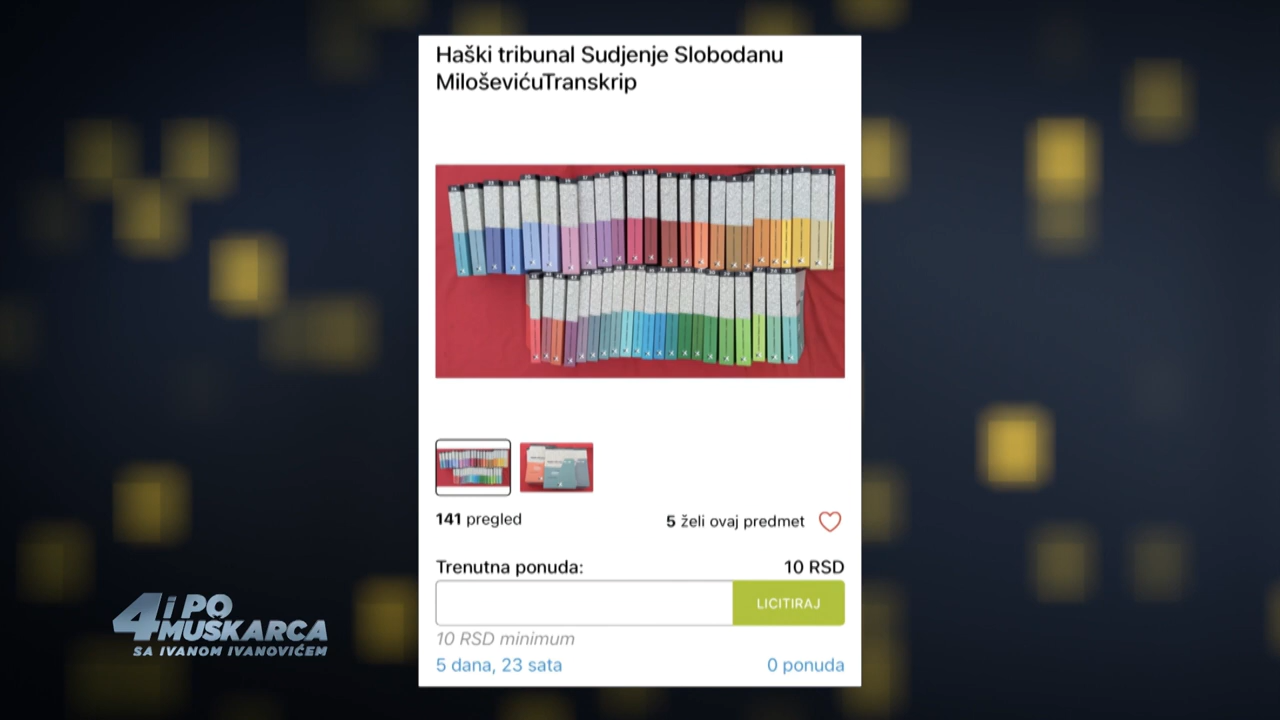 Haški tribunal Sudjenje Slobodanu
MiloševićuTranskrip
141 pregled
5 želi ovaj predmet
Trenutna ponuda:
10 RSD
LICITIRAJ
10 RSD minimum
5 dana, 23 sata
0 ponuda
4 i PO
MUŠKARCA
SA IVANOM IVANOVIĆEM